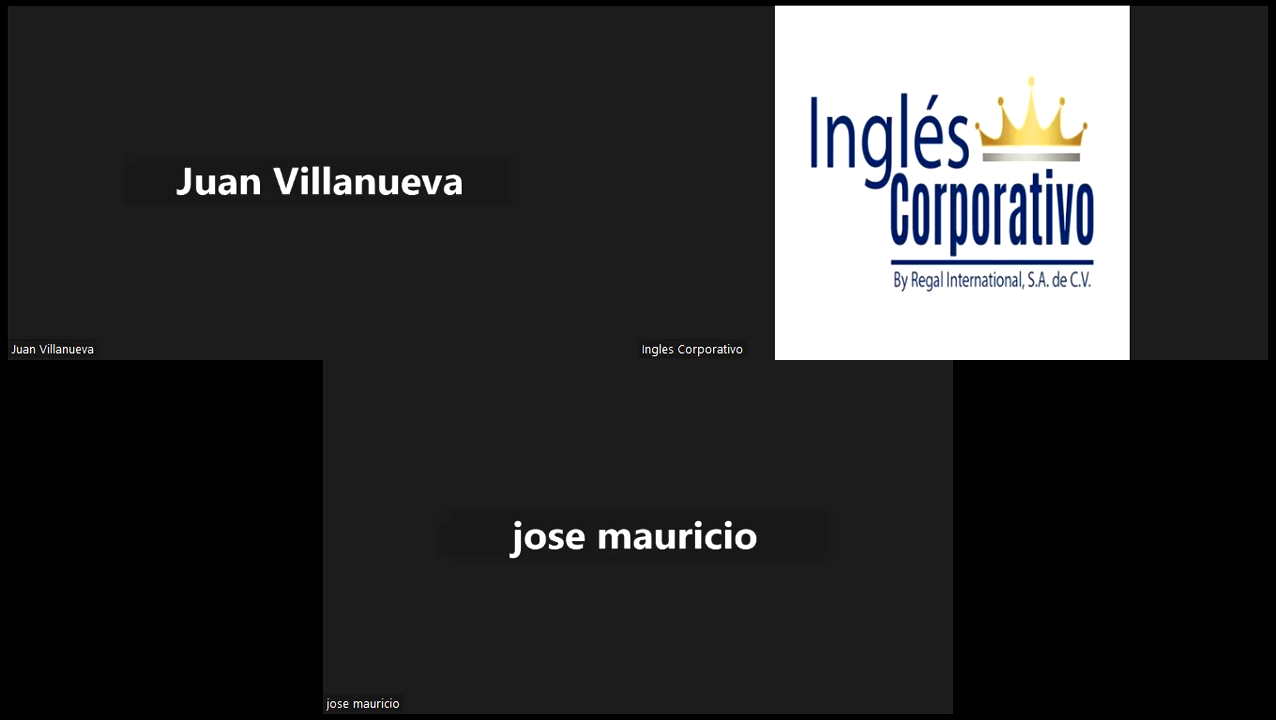 Juan Villanueva
Juan Villanueva
Inglés
Corporativo
By Regal International, S.A. de C.V.
Ingles Corporativo
jose mauricio
jose mauricio